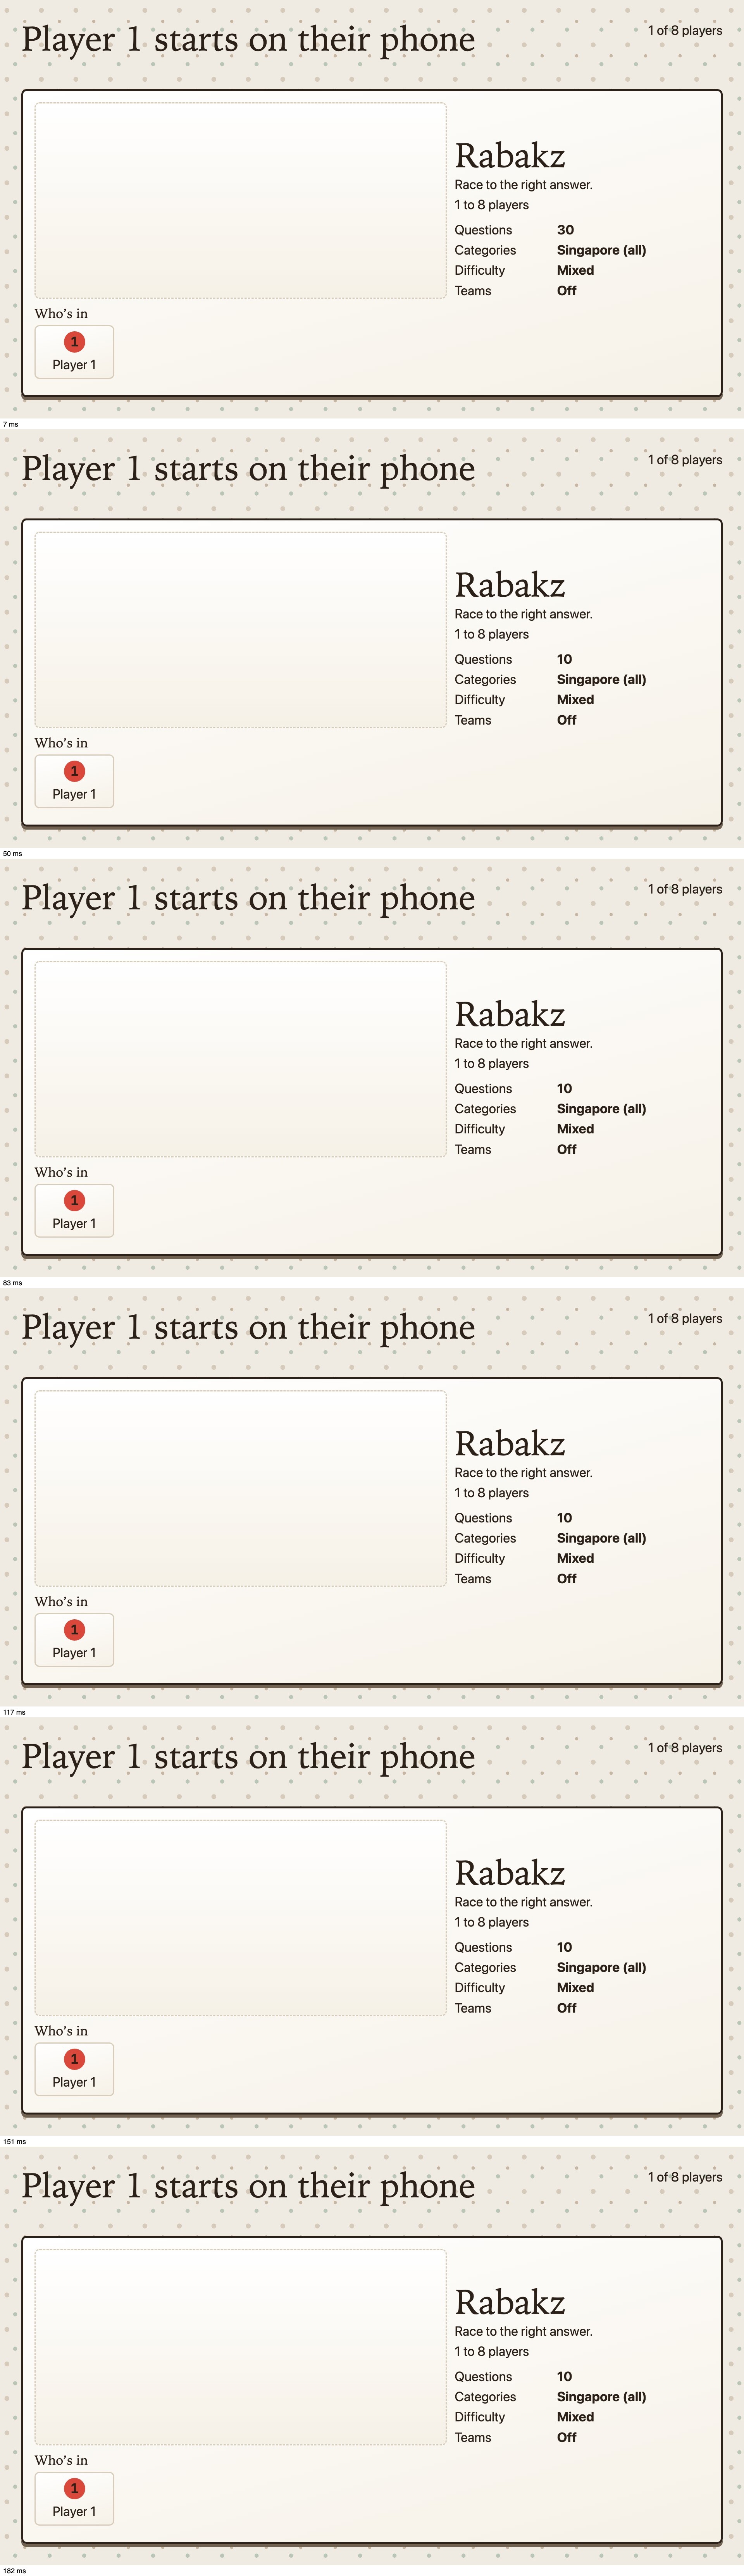 Player 1 starts on their phone
1 of 8 players
Rabakz
Race to the right answer.
1 to 8 players
Questions 30
Categories Singapore (all)
Difficulty Mixed
Teams Off
Who's in
1
Player 1
7 ms
Player 1 starts on their phone
1 of 8 players
Rabakz
Race to the right answer.
1 to 8 players
Questions 10
Categories Singapore (all)
Difficulty Mixed
Teams Off
Who's in
1
Player 1
50 ms
Player 1 starts on their phone
1 of 8 players
Rabakz
Race to the right answer.
1 to 8 players
Questions 10
Categories Singapore (all)
Difficulty Mixed
Teams Off
Who's in
1
Player 1
83 ms
Player 1 starts on their phone
1 of 8 players
Rabakz
Race to the right answer.
1 to 8 players
Questions 10
Categories Singapore (all)
Difficulty Mixed
Teams Off
Who's in
1
Player 1
117 ms
Player 1 starts on their phone
1 of 8 players
Rabakz
Race to the right answer.
1 to 8 players
Questions 10
Categories Singapore (all)
Difficulty Mixed
Teams Off
Who's in
1
Player 1
151 ms
Player 1 starts on their phone
1 of 8 players
Rabakz
Race to the right answer.
1 to 8 players
Questions 10
Categories Singapore (all)
Difficulty Mixed
Teams Off
Who's in
1
Player 1
182 ms